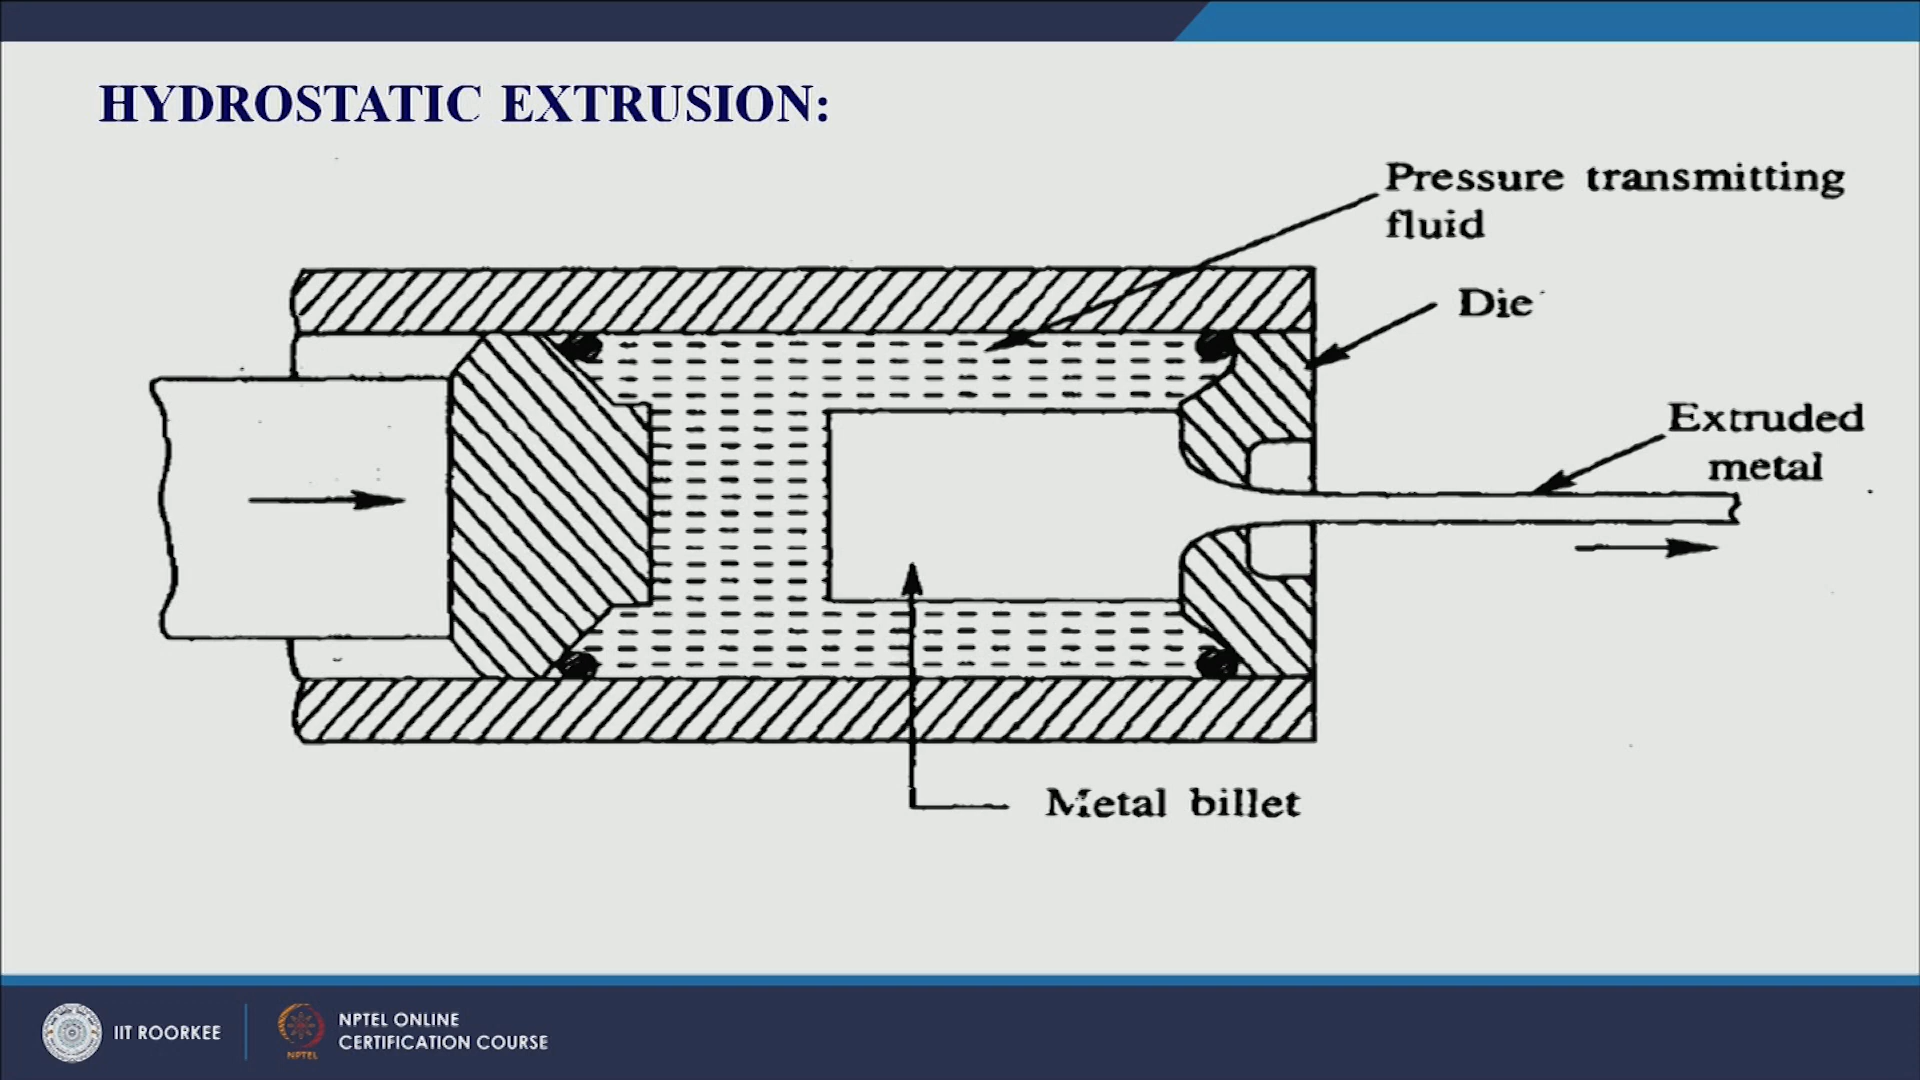 HYDROSTATIC EXTRUSION:
Pressure transmitting
fluid
Die
Extruded
metal
Metal billet
IIT ROORKEE
NPTEL
NPTEL ONLINE
CERTIFICATION COURSE